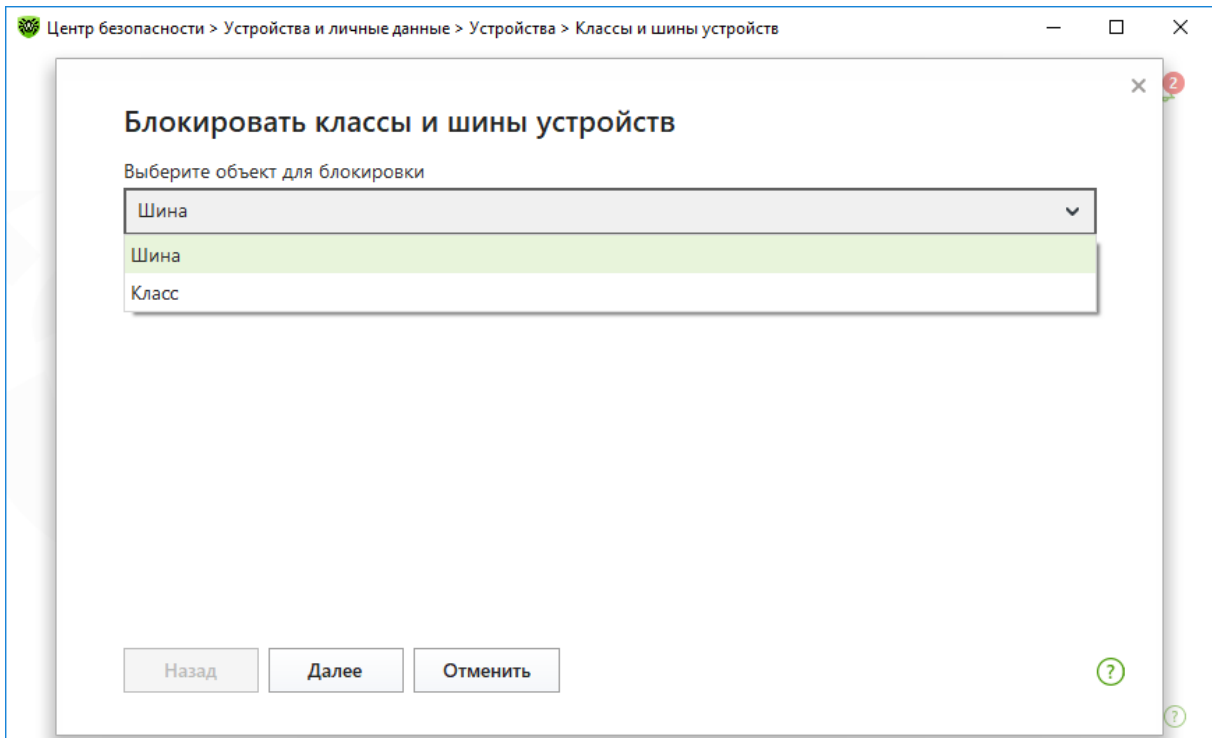 Центр безопасности > Устройства и личные данные > Устройства > Классы и шины устройств
2
Блокировать классы и шины устройств
Выберите объект для блокировки
Шина
Шина
Класс
Назад Далее Отменить ?
?